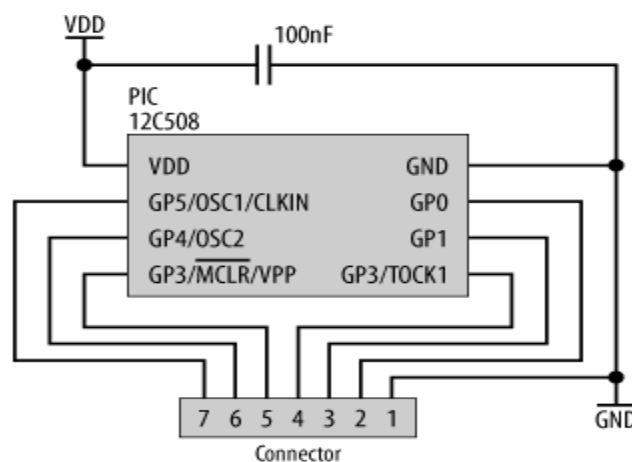 VDD
100nF
PIC
12C508
VDD GND
GP5/OSC1/CLKIN GP0
GP4/OSC2 GP1
GP3/MCLR/VPP GP3/TOCK1
7 6 5 4 3 2 1
GND
Connector